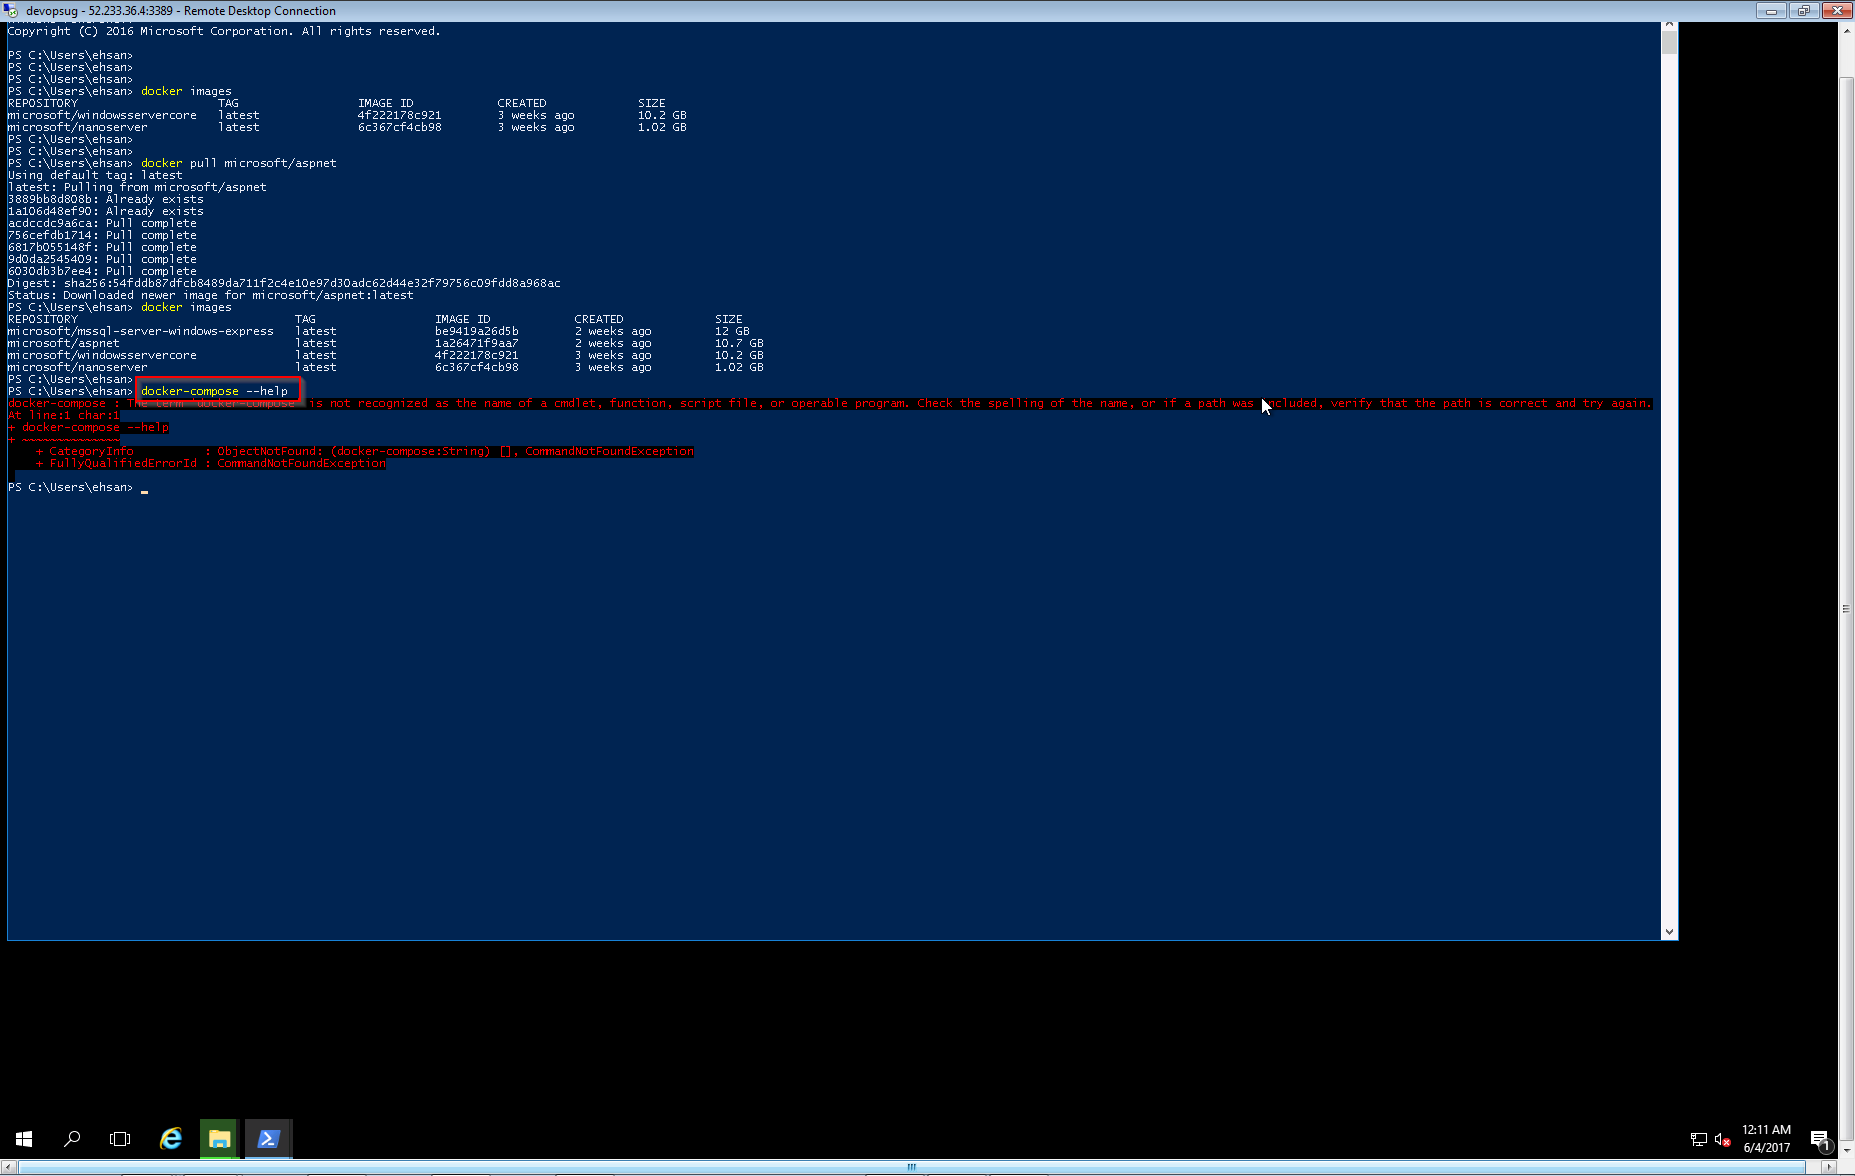 devopsug - 52.233.36.4:3389 - Remote Desktop Connection
Copyright (C) 2016 Microsoft Corporation. All rights reserved.
PS C:\Users\ehsan>
PS C:\Users\ehsan>
PS C:\Users\ehsan>
PS C:\Users\ehsan> docker images
REPOSITORY TAG IMAGE ID CREATED SIZE
microsoft/windowsservercore latest 4f222178c921 3 weeks ago 10.2 GB
microsoft/nanoserver latest 6c367cf4cb98 3 weeks ago 1.02 GB
PS C:\Users\ehsan>
PS C:\Users\ehsan>
PS C:\Users\ehsan> docker pull microsoft/aspnet
Using default tag: latest
latest: Pulling from microsoft/aspnet
3889bb8d808b: Already exists
1a106d48ef90: Already exists
acdccdc9a6ca: Pull complete
756cefdb1714: Pull complete
6817b055148f: Pull complete
9d0da2545409: Pull complete
6030db3b7ee4: Pull complete
Digest: sha256:54fddb87dfcb8489da711f2c4e10e97d30adc62d44e32f79756c09fdd8a968ac
Status: Downloaded newer image for microsoft/aspnet:latest
PS C:\Users\ehsan> docker images
REPOSITORY TAG IMAGE ID CREATED SIZE
microsoft/mssql-server-windows-express latest be9419a26d5b 2 weeks ago 12 GB
microsoft/aspnet latest 1a26471f9aa7 2 weeks ago 10.7 GB
microsoft/windowsservercore latest 4f222178c921 3 weeks ago 10.2 GB
microsoft/nanoserver latest 6c367cf4cb98 3 weeks ago 1.02 GB
PS C:\Users\ehsan>
PS C:\Users\ehsan> docker-compose --help
docker-compose : The term 'docker-compose' is not recognized as the name of a cmdlet, function, script file, or operable program. Check the spelling of the name, or if a path was included, verify that the path is correct and try again.
At line:1 char:1
+ docker-compose --help
+ ~~~~~~~~~~~~~~
+ CategoryInfo : ObjectNotFound: (docker-compose:String) [], CommandNotFoundException
+ FullyQualifiedErrorId : CommandNotFoundException
PS C:\Users\ehsan>
12:11 AM
6/4/2017
1